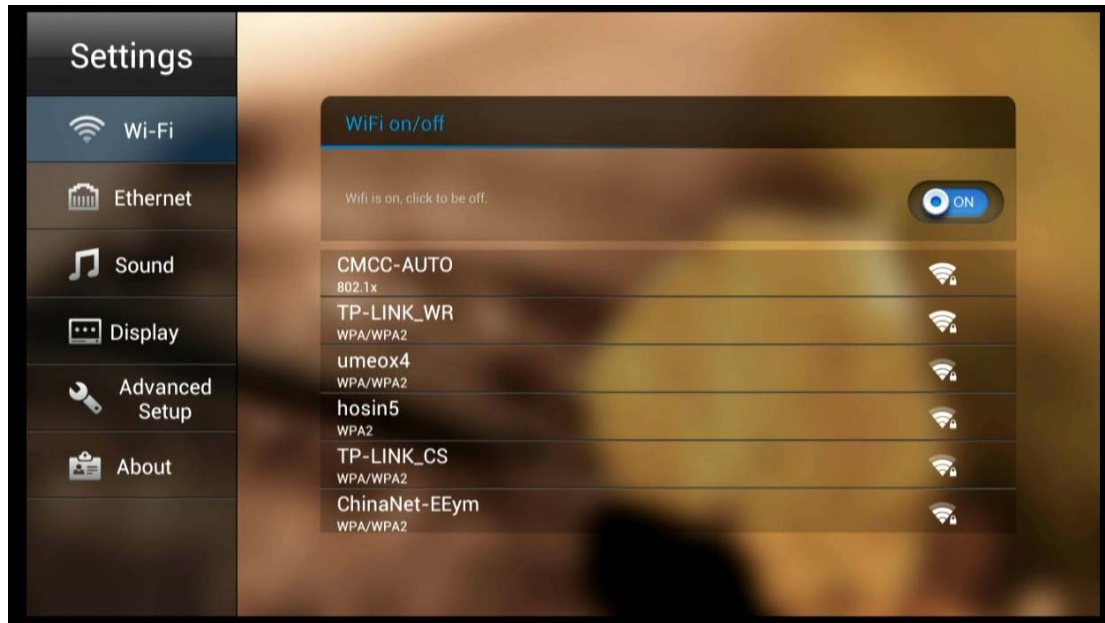 Settings
Wi-Fi
Ethernet
Sound
Display
Advanced
Setup
About
WiFi on/off
Wifi is on, click to be off.
ON
CMCC-AUTO
802.1x
TP-LINK_WR
WPA/WPA2
umeox4
WPA/WPA2
hosin5
WPA2
TP-LINK_CS
WPA/WPA2
ChinaNet-EEym
WPA/WPA2